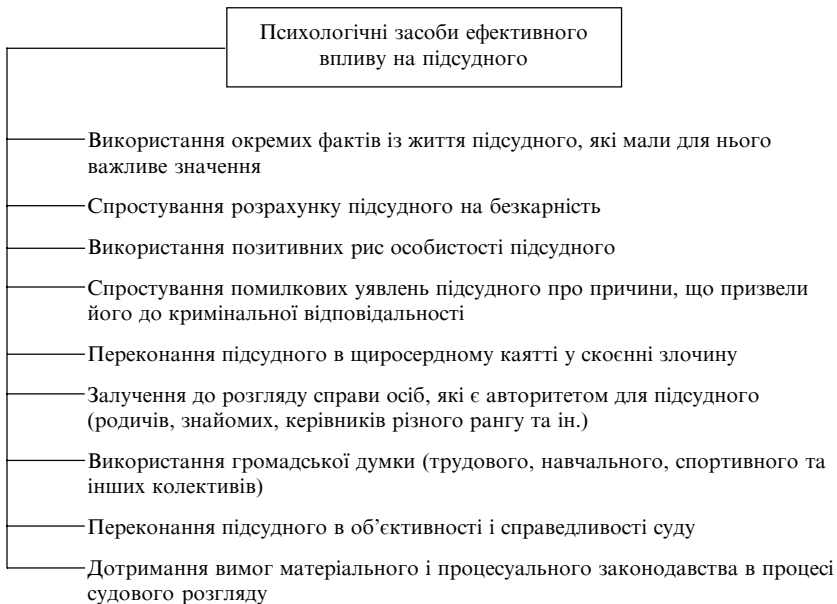 Психологічні засоби ефективного
впливу на підсудного
Використання окремих фактів із життя підсудного, які мали для нього
важливе значення
Спростування розрахунку підсудного на безкарність
Використання позитивних рис особистості підсудного
Спростування помилкових уявлень підсудного про причини, що призвели
його до кримінальної відповідальності
Переконання підсудного в щиросердному каятті у скоєнні злочину
Залучення до розгляду справи осіб, які є авторитетом для підсудного
(родичів, знайомих, керівників різного рангу та ін.)
Використання громадської думки (трудового, навчального, спортивного та
інших колективів)
Переконання підсудного в об’єктивності і справедливості суду
Дотримання вимог матеріального і процесуального законодавства в процесі
судового розгляду